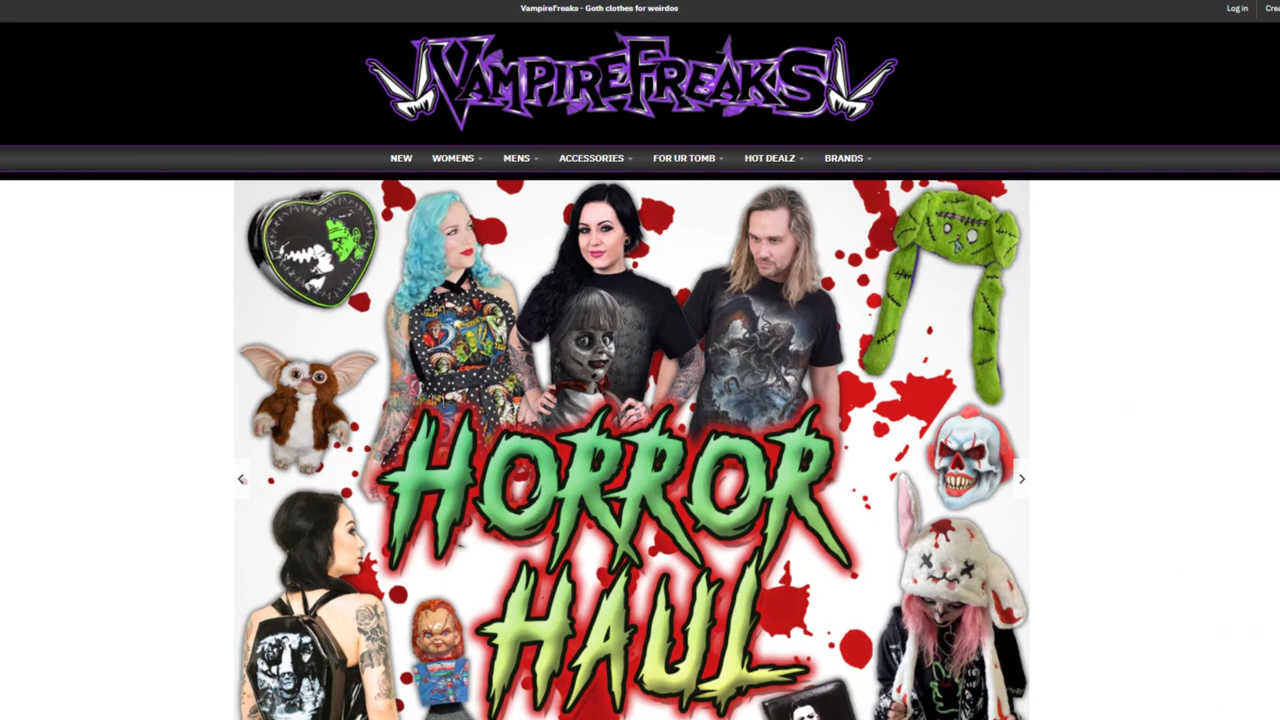 VampireFreaks - Goth clothes for weirdos
Log in
VAMPIREFREAKS
NEW WOMENS MENS ACCESSORIES FOR UR TOMB HOT DEALZ BRANDS
HORROR
HAUL